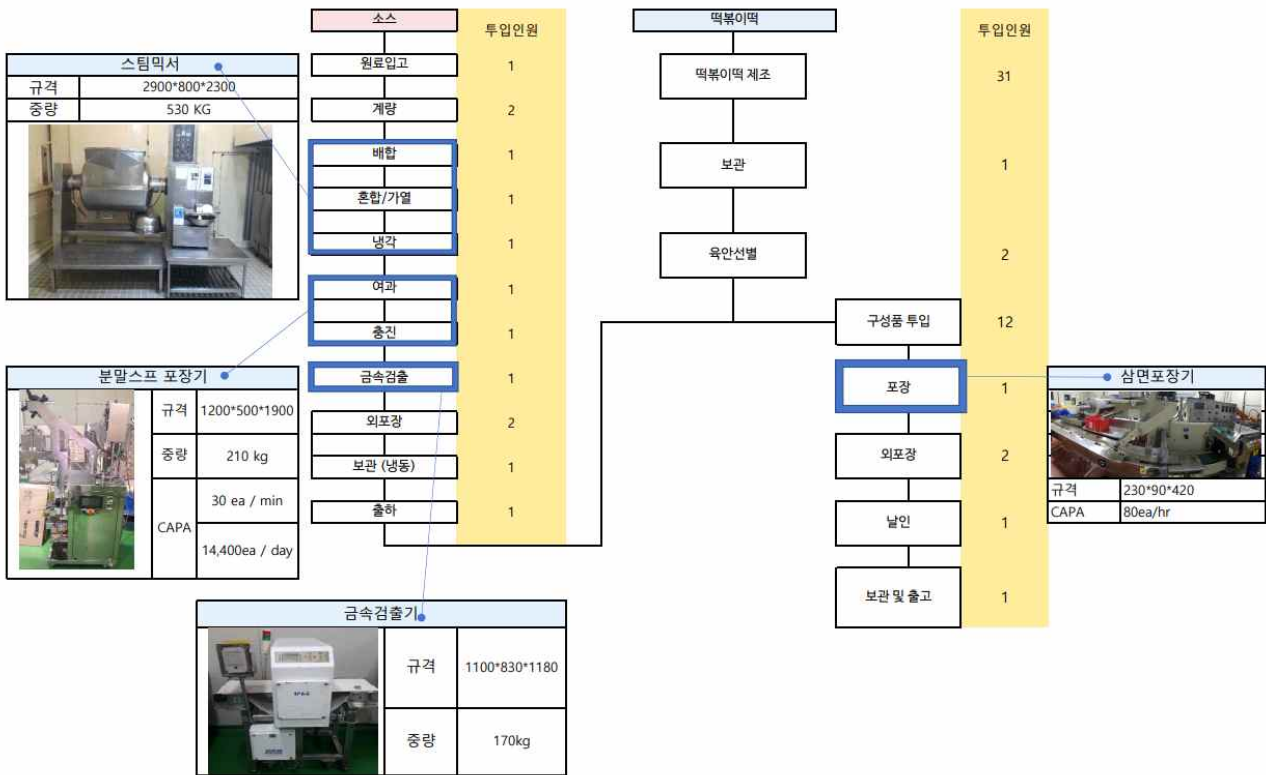 소스
투입인원
원료입고 1
계량 2
배합 1
혼합/가열 1
냉각 1
여과 1
충진 1
금속검출 1
외포장 2
보관 (냉동) 1
출하 1
스팀믹서
규격 2900*800*2300
중량 530 KG
분말스프 포장기
규격 1200*500*1900
중량 210 kg
CAPA 30 ea / min
14,400ea / day
금속검출기
규격 1100*830*1180
중량 170kg
떡볶이떡
투입인원
떡볶이떡 제조 31
보관 1
육안선별 2
구성품 투입 12
포장 1
외포장 2
날인 1
보관 및 출고 1
삼면포장기
규격 230*90*420
CAPA 80ea/hr